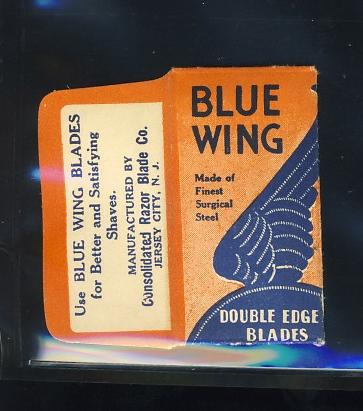 BLUE
WING
Made of
Finest
Surgical
Steel
DOUBLE EDGE
BLADES
Use BLUE WING BLADES
for Better and Satisfying
Shaves.
MANUFACTURED BY
Consolidated Razor Blade Co.
JERSEY CITY, N. J.